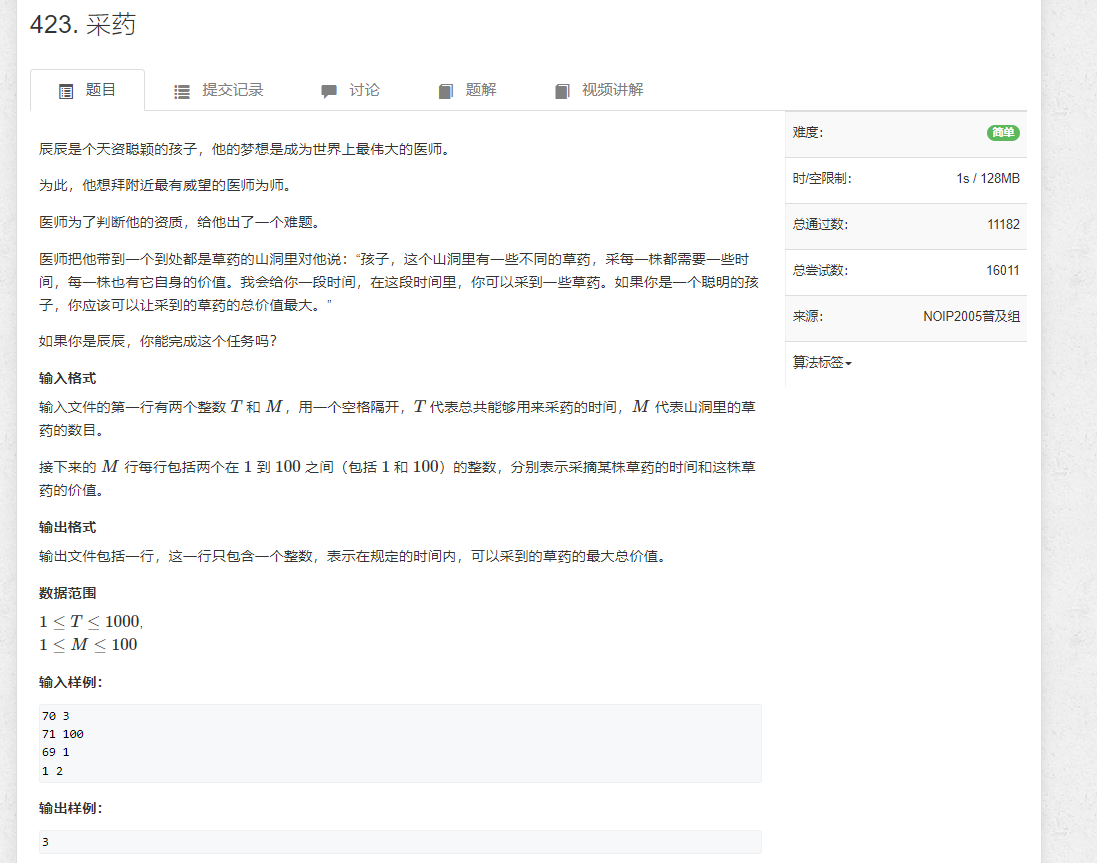 423. 采药
题目 提交记录 讨论 题解 视频讲解
难度: 简单
时/空限制: 1s / 128MB
总通过数: 11182
总尝试数: 16011
来源: NOIP2005普及组
算法标签
辰辰是个天资聪颖的孩子，他的梦想是成为世界上最伟大的医师。
为此，他想拜附近最有威望的医师为师。
医师为了判断他的资质，给他出了一个难题。
医师把他带到一个到处都是草药的山洞里对他说：“孩子，这个山洞里有一些不同的草药，采每一株都需要一些时
间，每一株也有它自身的价值。我会给你一段时间，在这段时间里，你可以采到一些草药。如果你是一个聪明的孩
子，你应该可以让采到的草药的总价值最大。”
如果你是辰辰，你能完成这个任务吗？
输入格式
输入文件的第一行有两个整数 T 和 M，用一个空格隔开，T 代表总共能够用来采药的时间，M 代表山洞里的草
药的数目。
接下来的 M 行每行包括两个在 1 到 100 之间（包括 1 和 100）的整数，分别表示采摘某株草药的时间和这株草
药的价值。
输出格式
输出文件包括一行，这一行只包含一个整数，表示在规定的时间内，可以采到的草药的最大总价值。
数据范围
1 ≤ T ≤ 1000,
1 ≤ M ≤ 100
输入样例：
70 3
71 100
69 1
1 2
输出样例：
3